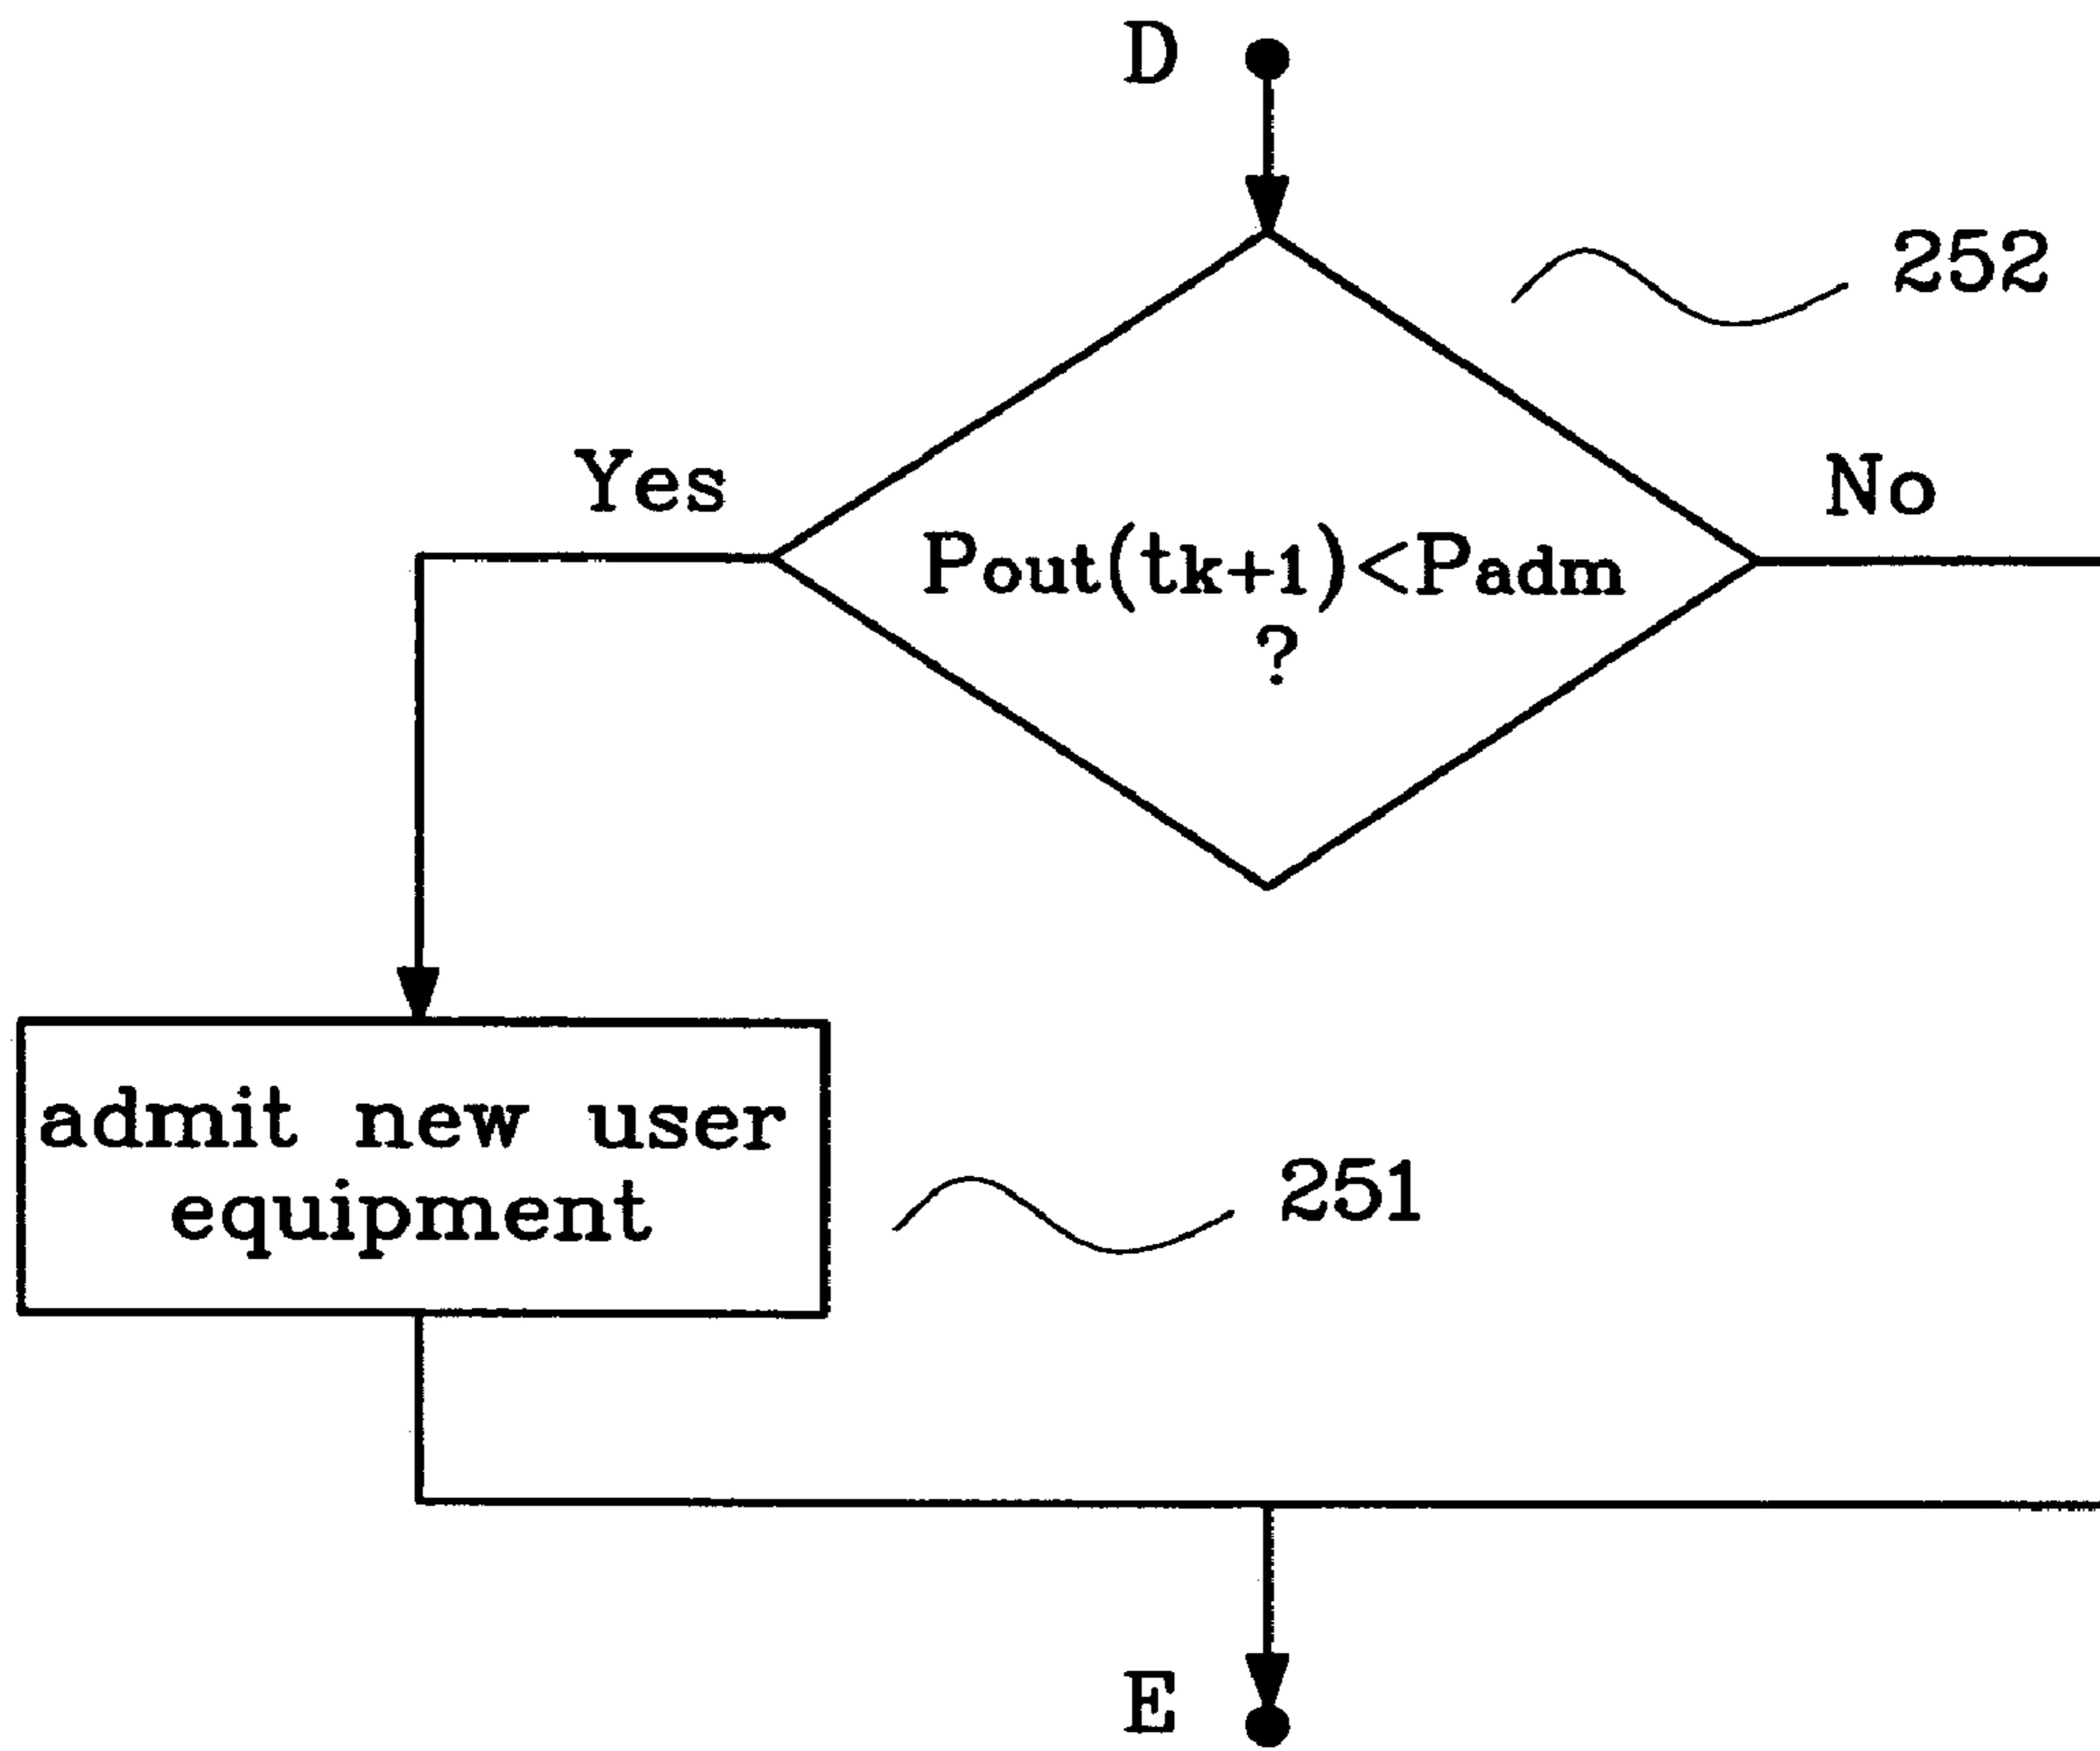 D
252
Yes
No
Pout(tk+1)<Padm
?
admit new user
equipment
251
E